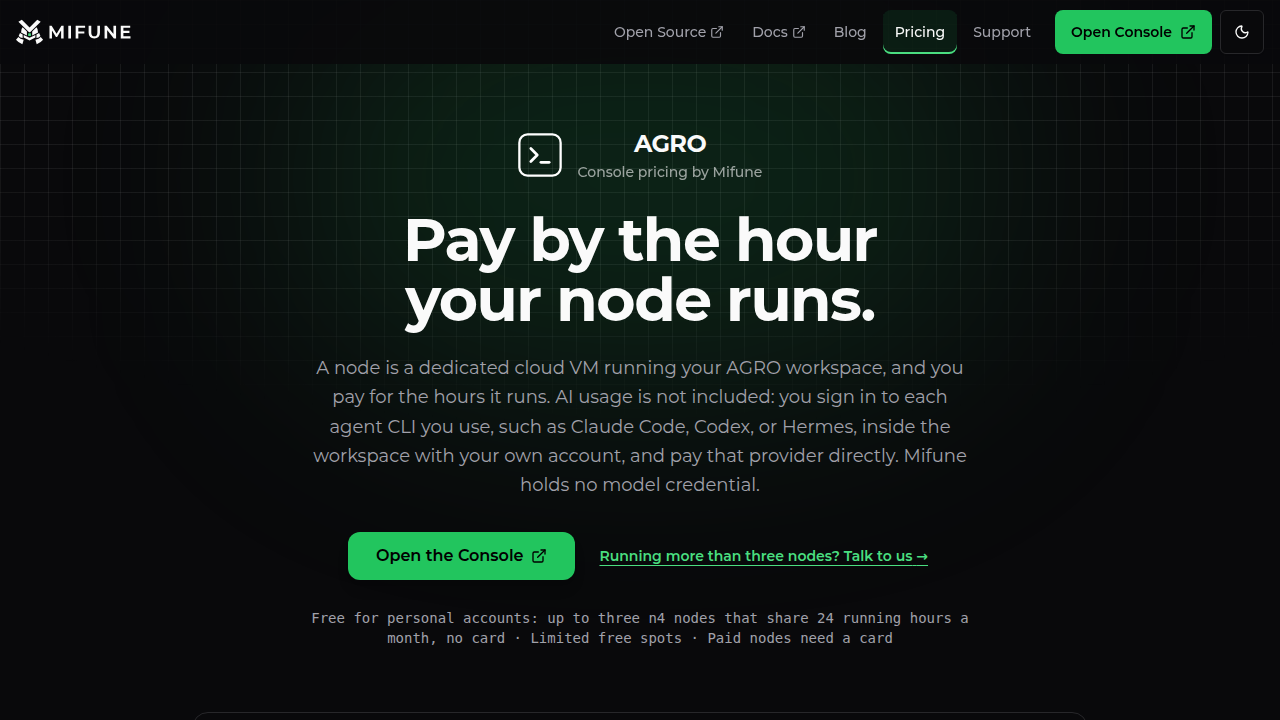 MIFUNE
Open Source
Docs
Blog
Pricing
Support
Open Console
AGRO
Console pricing by Mifune
Pay by the hour
your node runs.
A node is a dedicated cloud VM running your AGRO workspace, and you
pay for the hours it runs. AI usage is not included: you sign in to each
agent CLI you use, such as Claude Code, Codex, or Hermes, inside the
workspace with your own account, and pay that provider directly. Mifune
holds no model credential.
Open the Console
Running more than three nodes? Talk to us →
Free for personal accounts: up to three n4 nodes that share 24 running hours a
month, no card · Limited free spots · Paid nodes need a card